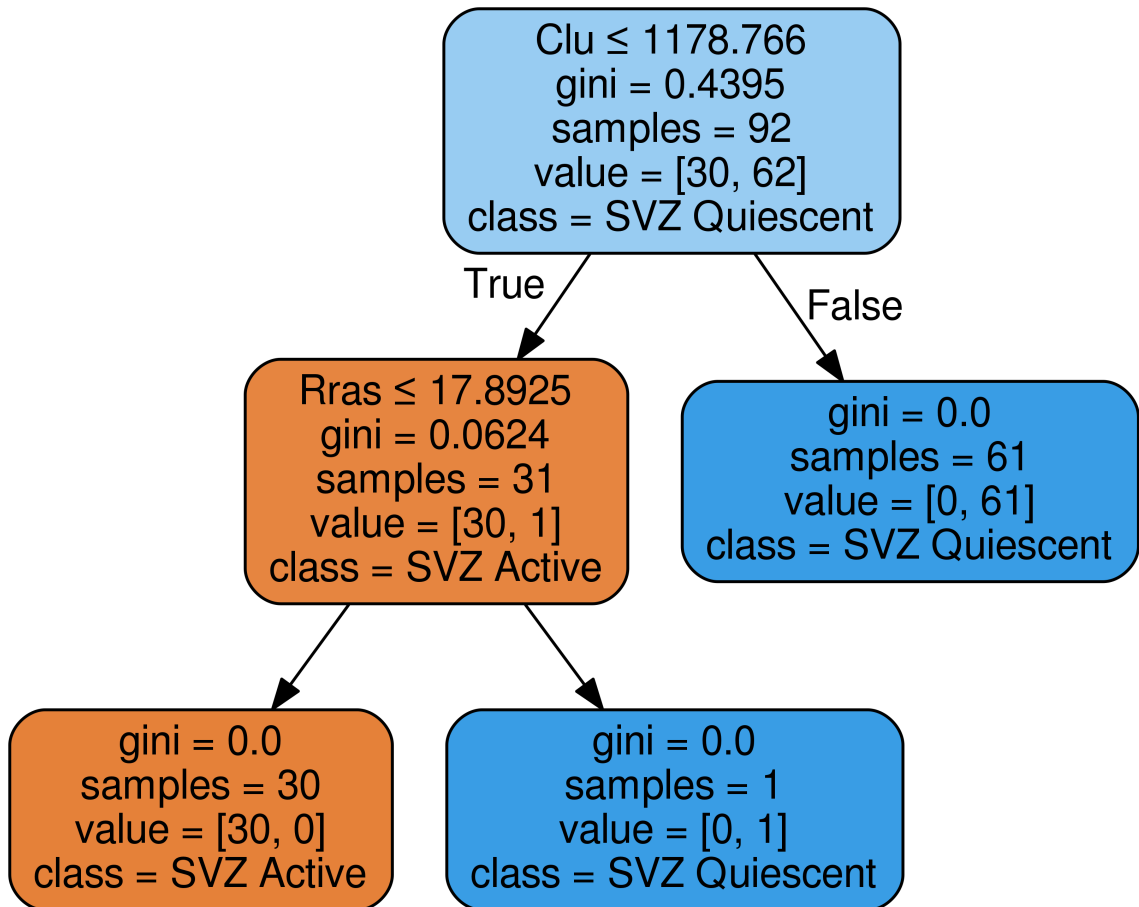 Clu ≤ 1178.766
gini = 0.4395
samples = 92
value = [30, 62]
class = SVZ Quiescent
True
False
Rras ≤ 17.8925
gini = 0.0624
samples = 31
value = [30, 1]
class = SVZ Active
gini = 0.0
samples = 61
value = [0, 61]
class = SVZ Quiescent
gini = 0.0
samples = 30
value = [30, 0]
class = SVZ Active
gini = 0.0
samples = 1
value = [0, 1]
class = SVZ Quiescent